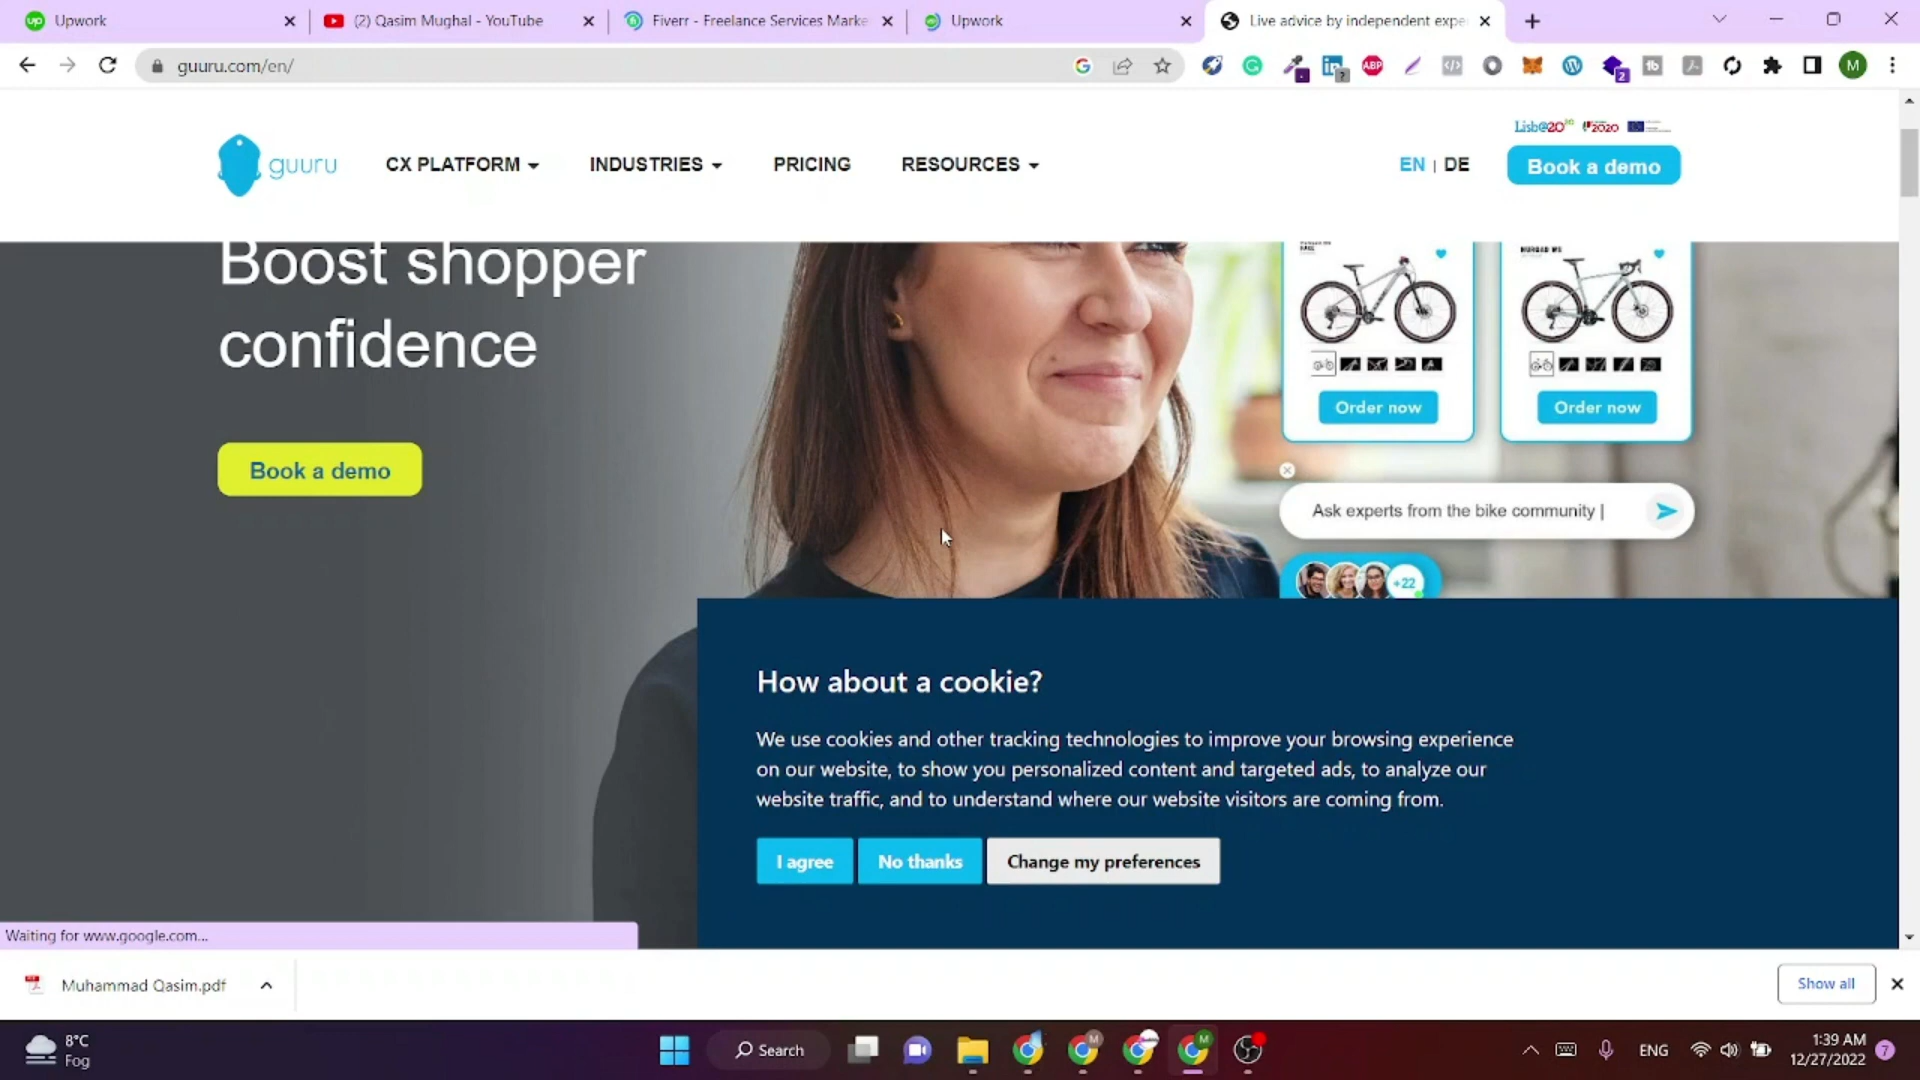 Upwork
(2) Qasim Mughal - YouTube
Fiverr - Freelance Services Marke
Upwork
Live advice by independent expe
guuru.com/en/
guuru
CX PLATFORM
INDUSTRIES
PRICING
RESOURCES
EN | DE
Lisb@20
2020
Book a demo
Boost shopper
confidence
Book a demo
Order now
Order now
Ask experts from the bike community |
+22
How about a cookie?
We use cookies and other tracking technologies to improve your browsing experience
on our website, to show you personalized content and targeted ads, to analyze our
website traffic, and to understand where our website visitors are coming from.
I agree
No thanks
Change my preferences
Waiting for www.google.com...
Muhammad Qasim.pdf
Show all
8°C
Fog
Search
ENG
1:39 AM
12/27/2022
7